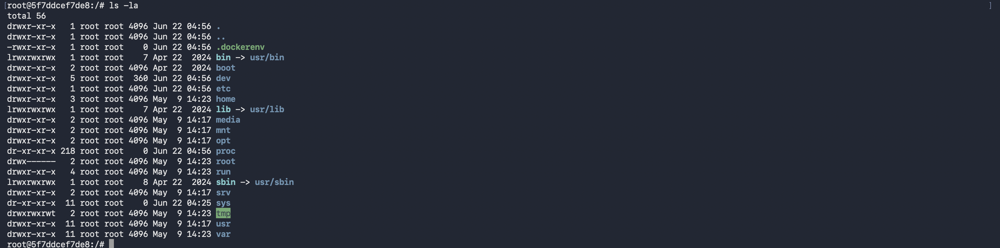 [root@5f7ddcef7de8:/# ls -la ]
total 56
drwxr-xr-x   1 root root 4096 Jun 22 04:56 .
drwxr-xr-x   1 root root 4096 Jun 22 04:56 ..
-rwxr-xr-x   1 root root    0 Jun 22 04:56 .dockerenv
lrwxrwxrwx   1 root root    7 Apr 22  2024 bin -> usr/bin
drwxr-xr-x   2 root root 4096 Apr 22  2024 boot
drwxr-xr-x   5 root root  360 Jun 22 04:56 dev
drwxr-xr-x   1 root root 4096 Jun 22 04:56 etc
drwxr-xr-x   3 root root 4096 May  9 14:23 home
lrwxrwxrwx   1 root root    7 Apr 22  2024 lib -> usr/lib
drwxr-xr-x   2 root root 4096 May  9 14:17 media
drwxr-xr-x   2 root root 4096 May  9 14:17 mnt
drwxr-xr-x   2 root root 4096 May  9 14:17 opt
dr-xr-xr-x 218 root root    0 Jun 22 04:56 proc
drwx------   2 root root 4096 May  9 14:23 root
drwxr-xr-x   4 root root 4096 May  9 14:23 run
lrwxrwxrwx   1 root root    8 Apr 22  2024 sbin -> usr/sbin
drwxr-xr-x   2 root root 4096 May  9 14:17 srv
dr-xr-xr-x  11 root root    0 Jun 22 04:25 sys
drwxrwxrwt   2 root root 4096 May  9 14:23 tmp
drwxr-xr-x  11 root root 4096 May  9 14:17 usr
drwxr-xr-x  11 root root 4096 May  9 14:23 var
root@5f7ddcef7de8:/#